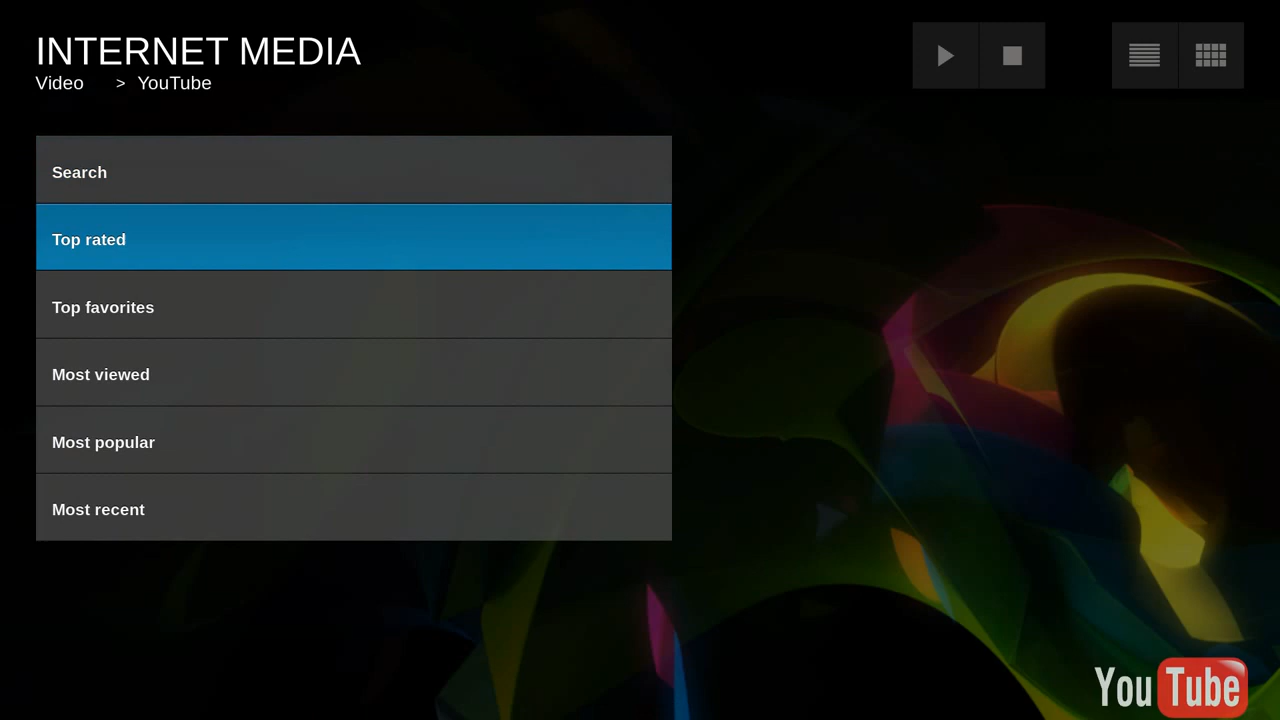 INTERNET MEDIA
Video > YouTube
Search
Top rated
Top favorites
Most viewed
Most popular
Most recent
YouTube